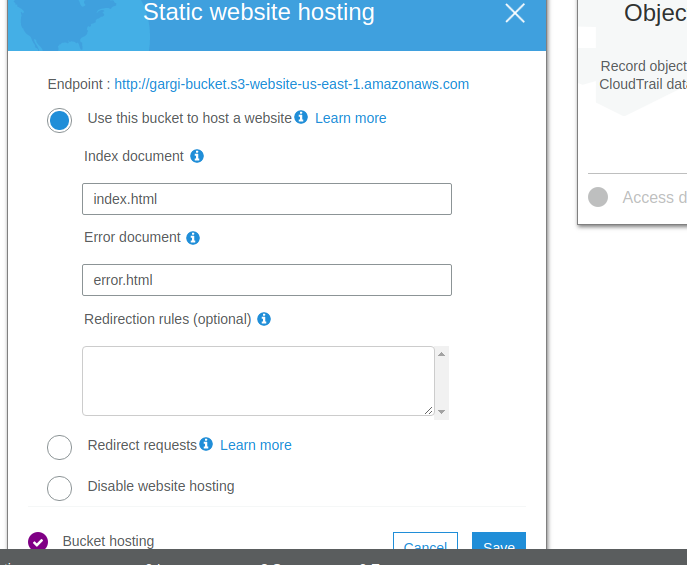 Static website hosting
Endpoint : http://gargi-bucket.s3-website-us-east-1.amazonaws.com
Use this bucket to host a website Learn more
Index document
index.html
Error document
error.html
Redirection rules (optional)
Redirect requests Learn more
Disable website hosting
Bucket hosting
Cancel Save
Objec
Record object
CloudTrail data
Access d